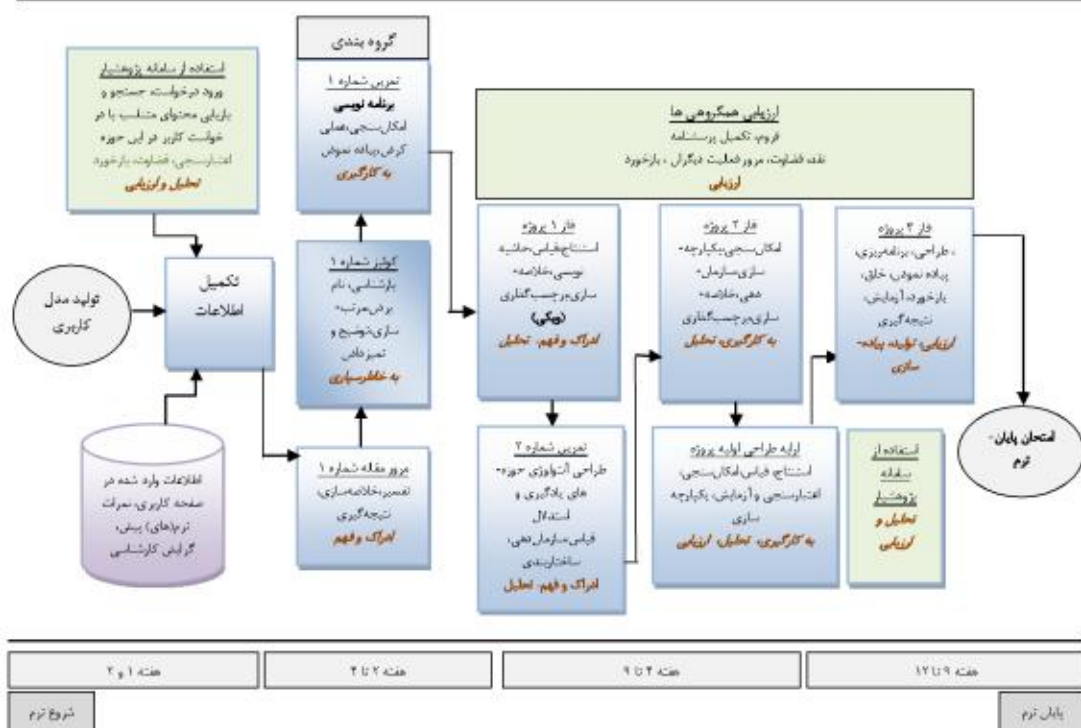 گروه بندی
استفاده از سامانه پژوهشیار
ورود درخواست، جستجو و
بازیابی محتوای متناسب با در
خواست کاربر در این حوزه
اعتبارسنجی، قضاوت، بازخورد
تحلیل و ارزیابی
تمرین شماره ۱
برنامه نویسی
امکان‌سنجی، عملی
کردن، پیاده نمودن
به کارگیری
ارزیابی همگروهی ها
فروم، تکمیل پرسشنامه
نقد، قضاوت، مرور فعالیت دیگران، بازخورد
ارزیابی
تولید مدل
کاربری
تکمیل
اطلاعات
اطلاعات وارد شده در
صفحه کاربری، نمرات
ترم(های) پیش،
گرایش کارشناسی
کوئیز شماره ۱
بازشناسی، نام
بردن، مرتب-
سازی، توضیح و
تمیز دادن
به خاطرسپاری
مرور مقاله شماره ۱
تفسیر، خلاصه‌سازی،
نتیجه‌گیری
ادراک و فهم
فاز ۱ پروژه
استنتاج، قیاس، حاشیه
نویسی، خلاصه-
سازی، برچسب‌گذاری
(ویکی)
ادراک و فهم، تحلیل
تمرین شماره ۲
طراحی آنتولوژی حوزه-
های یادگیری و
استدلال
قیاس، سازمان‌دهی،
ساختاربندی
ادراک و فهم، تحلیل
فاز ۲ پروژه
امکان‌سنجی، یکپارچه-
سازی، سازمان-
دهی، خلاصه-
سازی، برچسب‌گذاری
به کارگیری، تحلیل
ارایه طراحی اولیه پروژه
استنتاج، قیاس، امکان‌سنجی،
اعتبارسنجی و آزمایش، یکپارچه
سازی
به کارگیری، تحلیل، ارزیابی
فاز ۳ پروژه
، طراحی، برنامه‌ریزی،
پیاده نمودن، خلق،
بازخورد، آزمایش،
نتیجه‌گیری
ارزیابی، تولید، پیاده-
سازی
استفاده از
سامانه
پژوهشیار
تحلیل و
ارزیابی
امتحان پایان-
ترم
هفته ۱ و ۲
هفته ۲ تا ۴
هفته ۴ تا ۹
هفته ۹ تا ۱۲
شروع ترم
پایان ترم